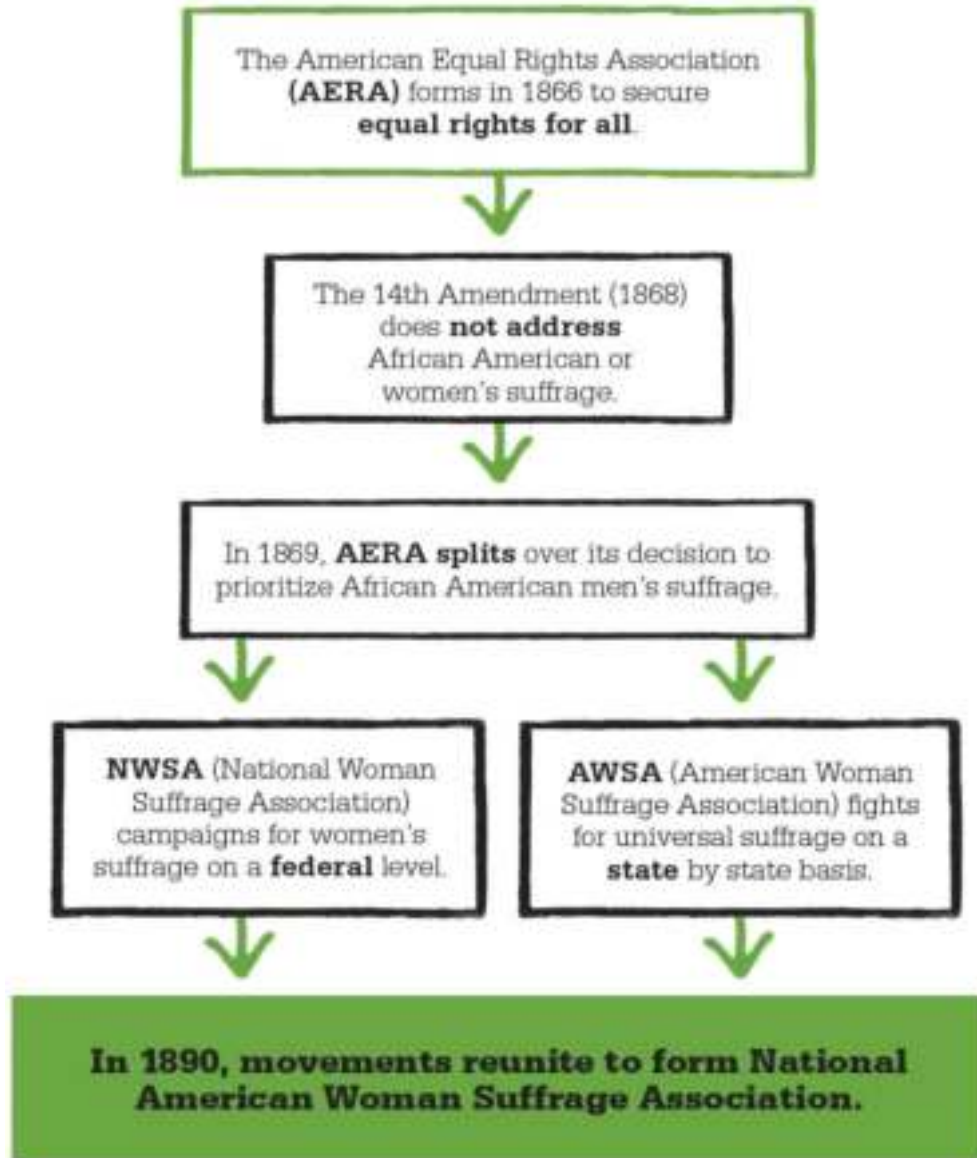 The American Equal Rights Association
(AERA) forms in 1866 to secure
equal rights for all.
The 14th Amendment (1868)
does not address
African American or
women's suffrage.
In 1869, AERA splits over its decision to
prioritize African American men's suffrage.
NWSA (National Woman
Suffrage Association)
campaigns for women's
suffrage on a federal level.
AWSA (American Woman
Suffrage Association) fights
for universal suffrage on a
state by state basis.
In 1890, movements reunite to form National
American Woman Suffrage Association.